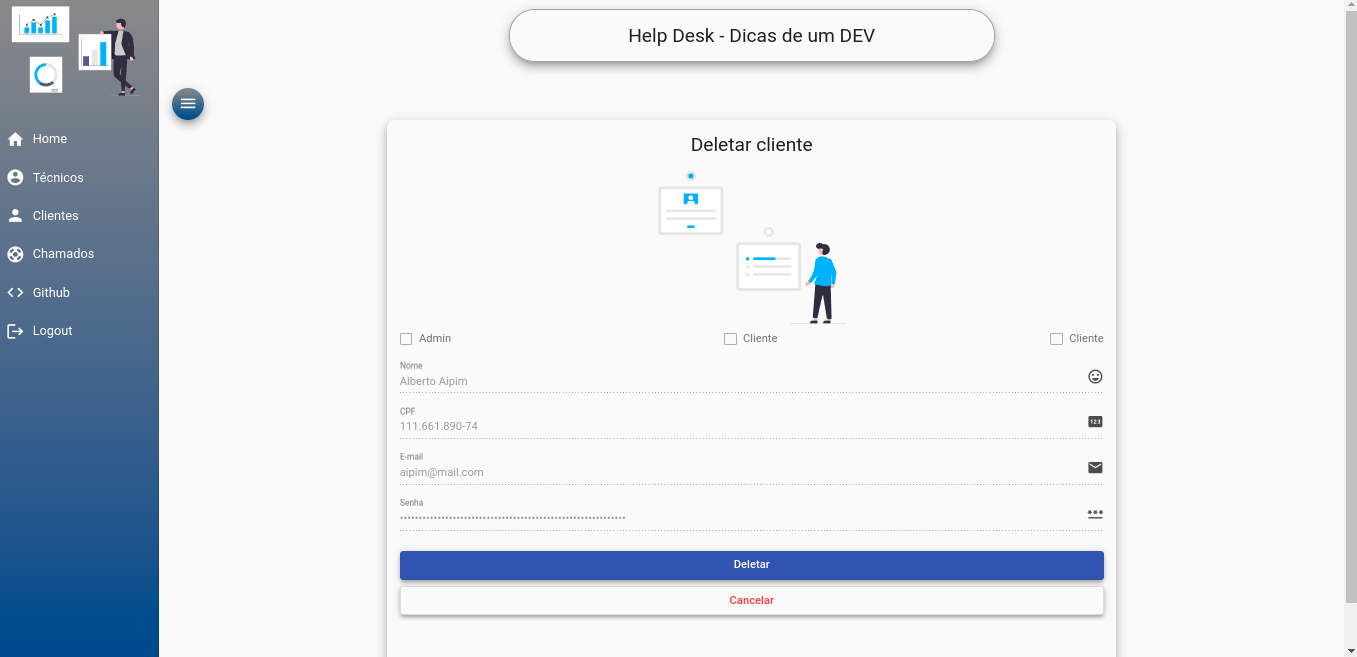 Help Desk - Dicas de um DEV
Home
Técnicos
Clientes
Chamados
Github
Logout
Deletar cliente
Admin
Cliente
Cliente
Nome
Alberto Aipim
CPF
111.661.890-74
123
E-mail
aipim@mail.com
Senha
Deletar
Cancelar